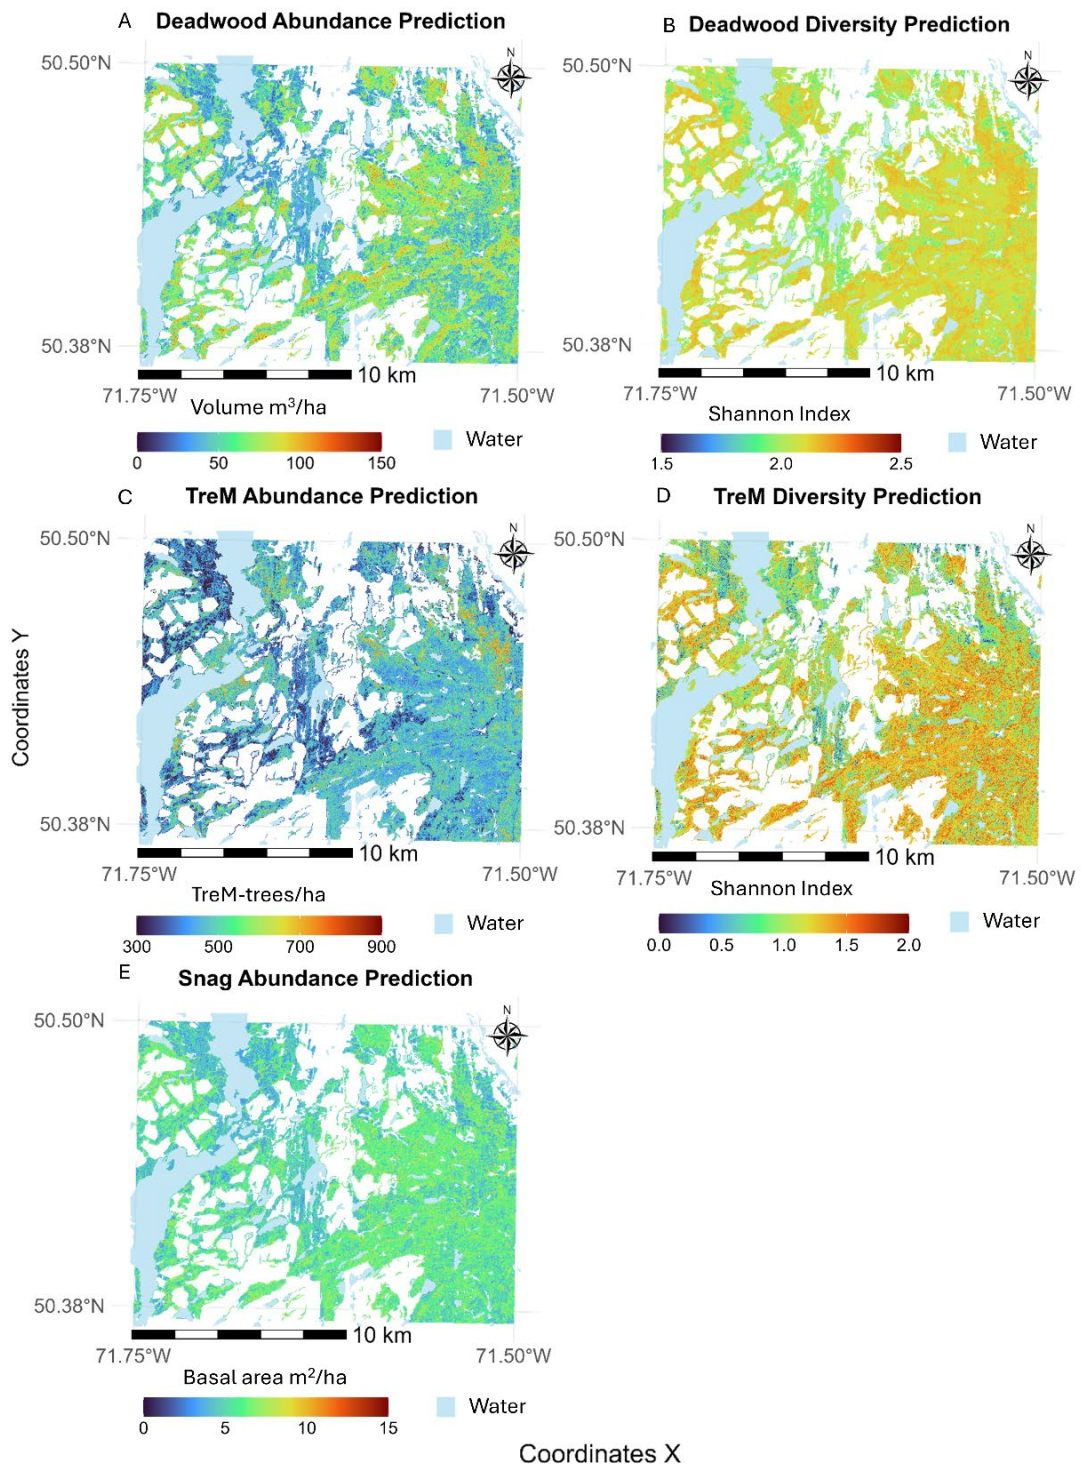 A Deadwood Abundance Prediction
N
50.50°N
50.38°N
10 km
71.75°W 71.50°W
Volume m³/ha
Water
0 50 100 150
B Deadwood Diversity Prediction
N
50.50°N
50.38°N
10 km
71.75°W 71.50°W
Shannon Index
Water
1.5 2.0 2.5
C TreM Abundance Prediction
N
50.50°N
50.38°N
10 km
71.75°W 71.50°W
TreM-trees/ha
Water
300 500 700 900
D TreM Diversity Prediction
N
50.50°N
50.38°N
10 km
71.75°W 71.50°W
Shannon Index
Water
0.0 0.5 1.0 1.5 2.0
Coordinates Y
E Snag Abundance Prediction
N
50.50°N
50.38°N
10 km
71.75°W 71.50°W
Basal area m²/ha
Water
0 5 10 15
Coordinates X